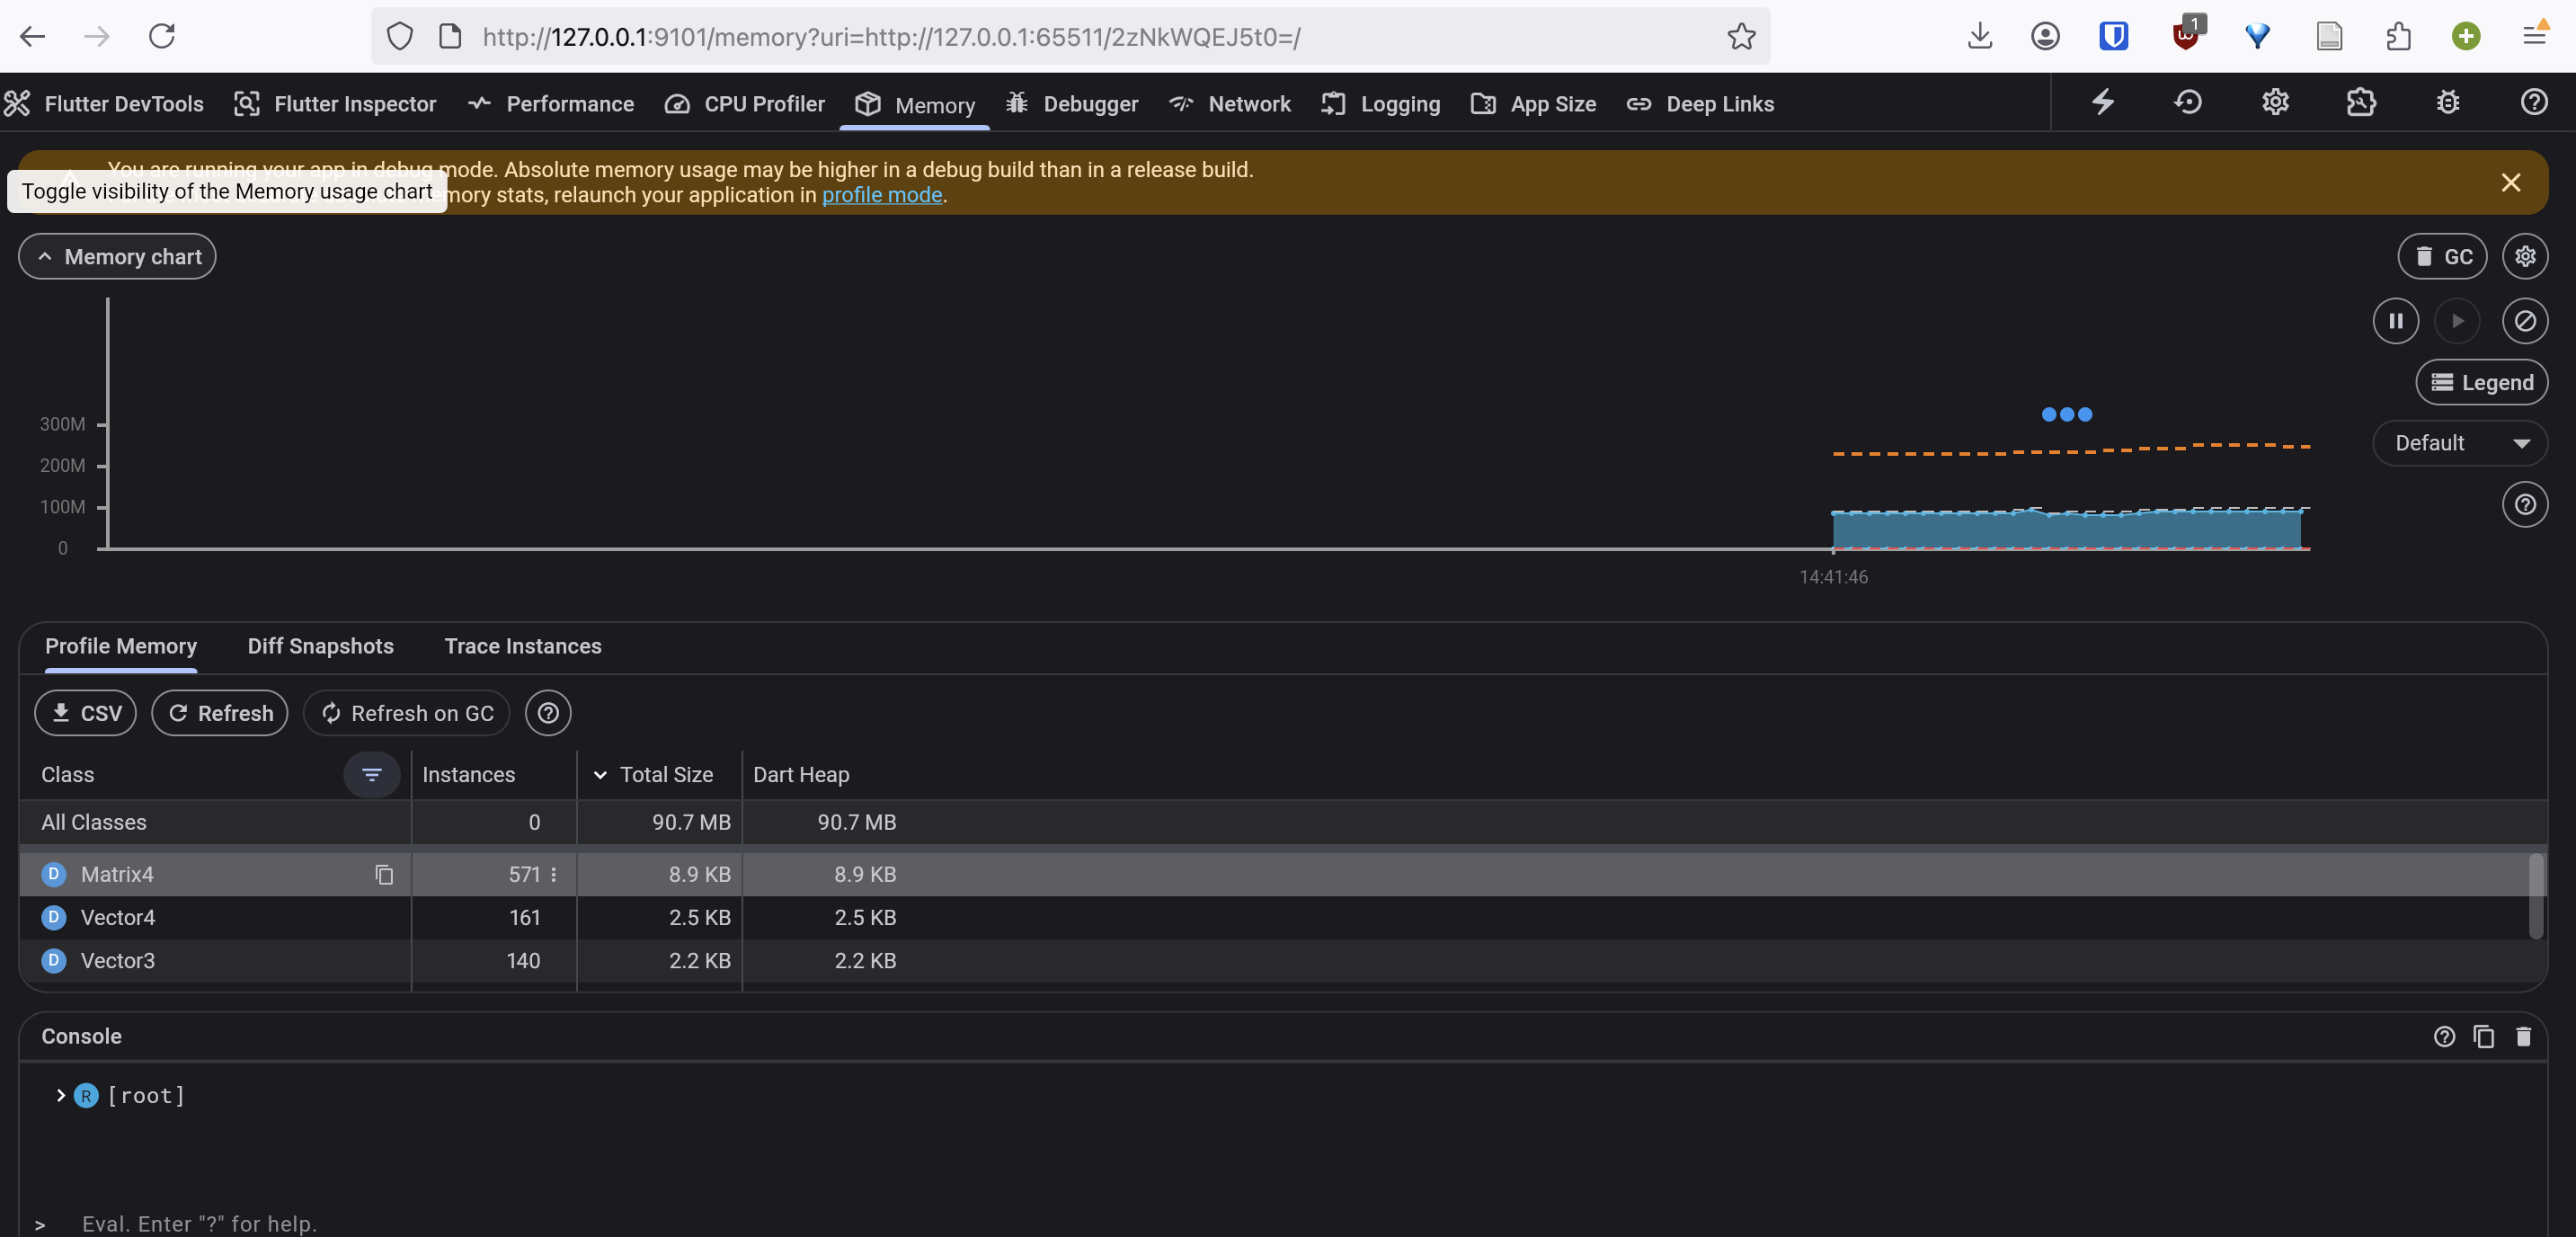 http://127.0.0.1:9101/memory?uri=http://127.0.0.1:65511/2zNkWQEJ5t0=/
1
Flutter DevTools Flutter Inspector Performance CPU Profiler Memory Debugger Network Logging App Size Deep Links
You are running your app in debug mode. Absolute memory usage may be higher in a debug build than in a release build.
Toggle visibility of the Memory usage chart
mory stats, relaunch your application in profile mode.
Memory chart
GC
Legend
300M
Default
200M
100M
0
14:41:46
Profile Memory Diff Snapshots Trace Instances
CSV Refresh Refresh on GC
Class Instances Total Size Dart Heap
All Classes 0 90.7 MB 90.7 MB
D Matrix4 571 8.9 KB 8.9 KB
D Vector4 161 2.5 KB 2.5 KB
D Vector3 140 2.2 KB 2.2 KB
Console
R [root]
> Eval. Enter "?" for help.